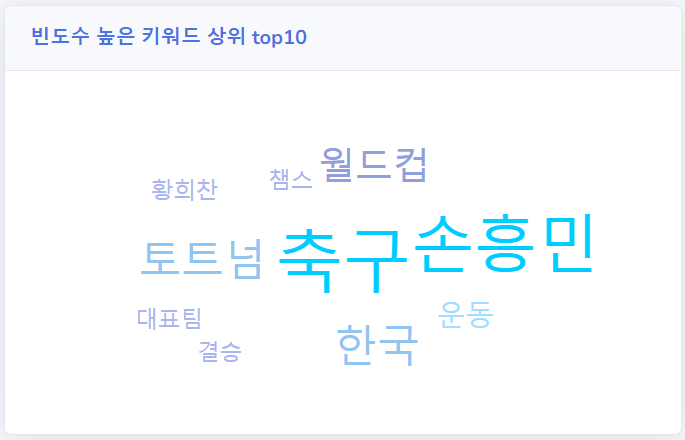 빈도수 높은 키워드 상위 top10
월드컵
챔스
황희찬
손흥민
축구
토트넘
운동
대표팀
한국
결승